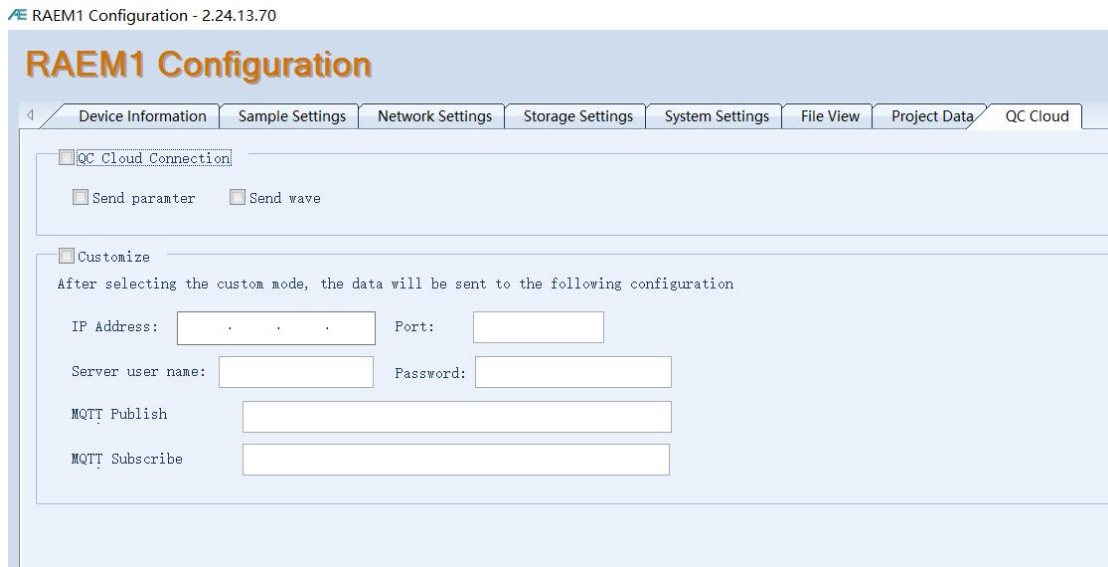 Æ RAEM1 Configuration - 2.24.13.70
RAEM1 Configuration
Device Information Sample Settings Network Settings Storage Settings System Settings File View Project Data QC Cloud
QC Cloud Connection
Send paramter Send wave
Customize
After selecting the custom mode, the data will be sent to the following configuration
IP Address: . . . Port:
Server user name: Password:
MQTT Publish
MQTT Subscribe